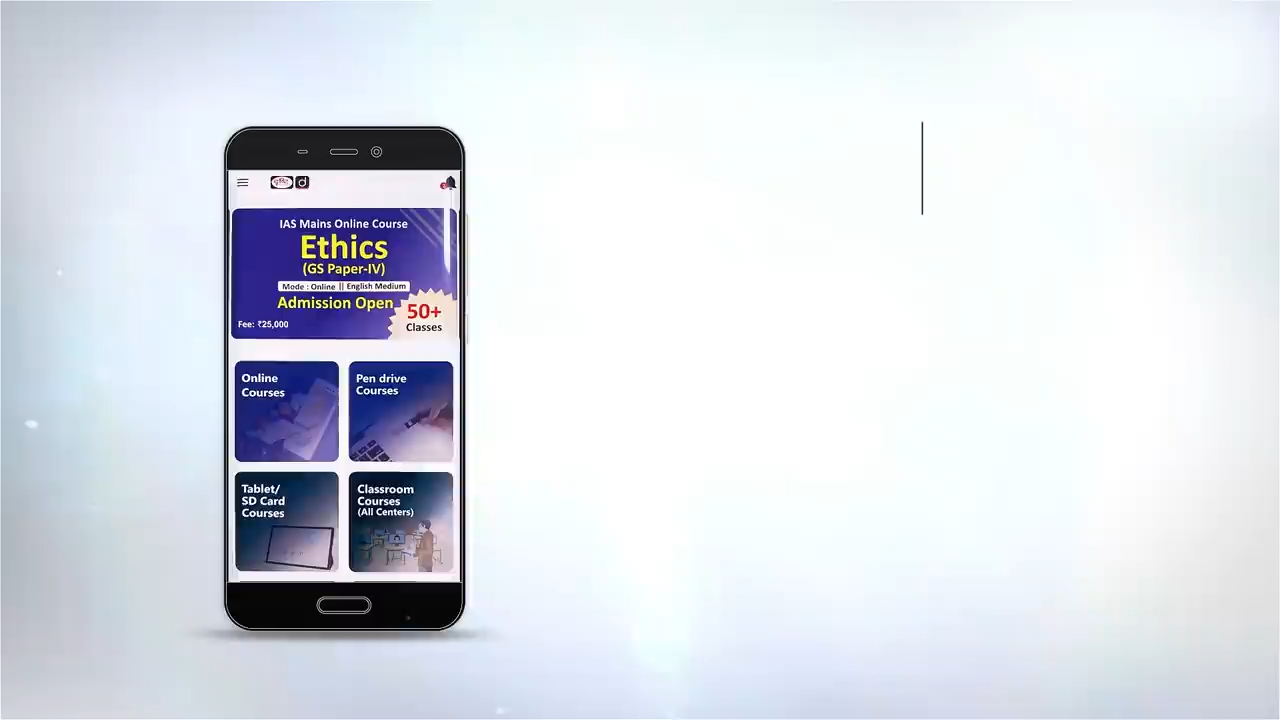 IAS Mains Online Course
Ethics
(GS Paper-IV)
Mode : Online || English Medium
Admission Open
50+
Classes
Fee: ₹25,000
Online
Courses
Pen drive
Courses
Tablet/
SD Card
Courses
Classroom
Courses
(All Centers)